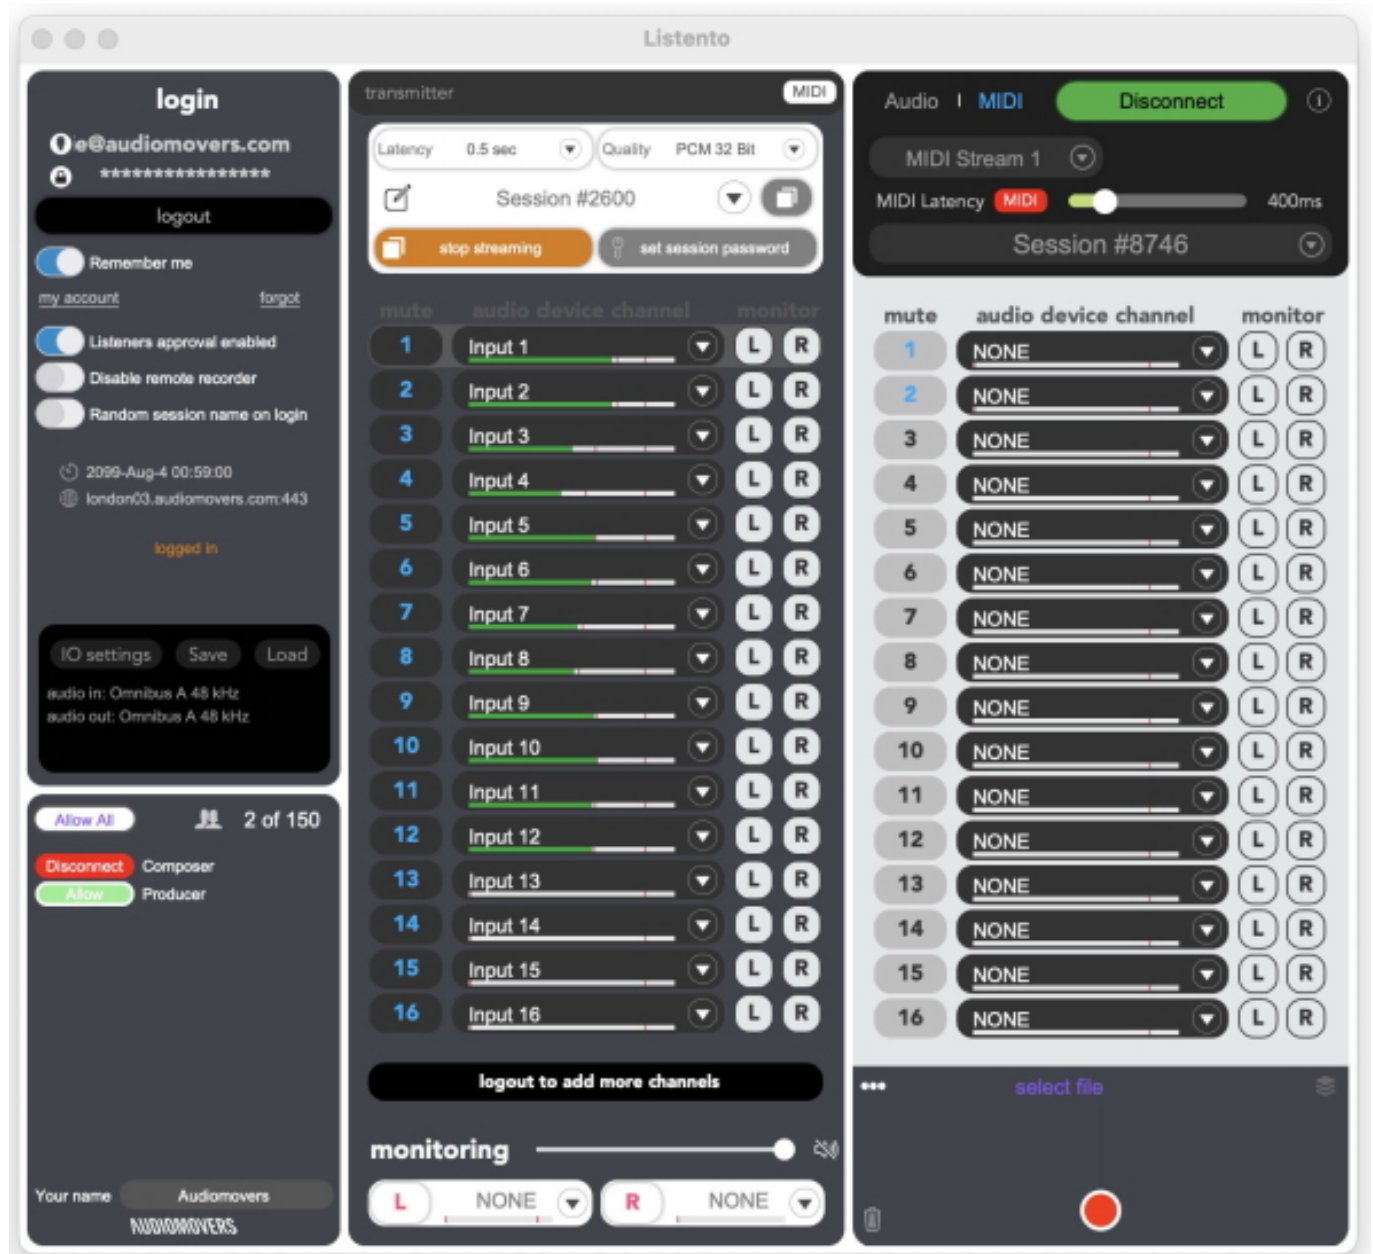 Listento
login
e@audiomovers.com
****************
logout
Remember me
my account forgot
Listeners approval enabled
Disable remote recorder
Random session name on login
2099-Aug-4 00:59:00
london03.audiomovers.com:443
logged in
IO settings Save Load
audio in: Omnibus A 48 kHz
audio out: Omnibus A 48 kHz
Allow All 2 of 150
Disconnect Composer
Allow Producer
Your name Audiomovers
AUDIOMOVERS
transmitter MIDI
Latency 0.5 sec Quality PCM 32 Bit
Session #2600
stop streaming set session password
mute audio device channel monitor
1 Input 1 L R
2 Input 2 L R
3 Input 3 L R
4 Input 4 L R
5 Input 5 L R
6 Input 6 L R
7 Input 7 L R
8 Input 8 L R
9 Input 9 L R
10 Input 10 L R
11 Input 11 L R
12 Input 12 L R
13 Input 13 L R
14 Input 14 L R
15 Input 15 L R
16 Input 16 L R
logout to add more channels
monitoring
L NONE R NONE
Audio I MIDI Disconnect
MIDI Stream 1
MIDI Latency MIDI 400ms
Session #8746
mute audio device channel monitor
1 NONE L R
2 NONE L R
3 NONE L R
4 NONE L R
5 NONE L R
6 NONE L R
7 NONE L R
8 NONE L R
9 NONE L R
10 NONE L R
11 NONE L R
12 NONE L R
13 NONE L R
14 NONE L R
15 NONE L R
16 NONE L R
select file